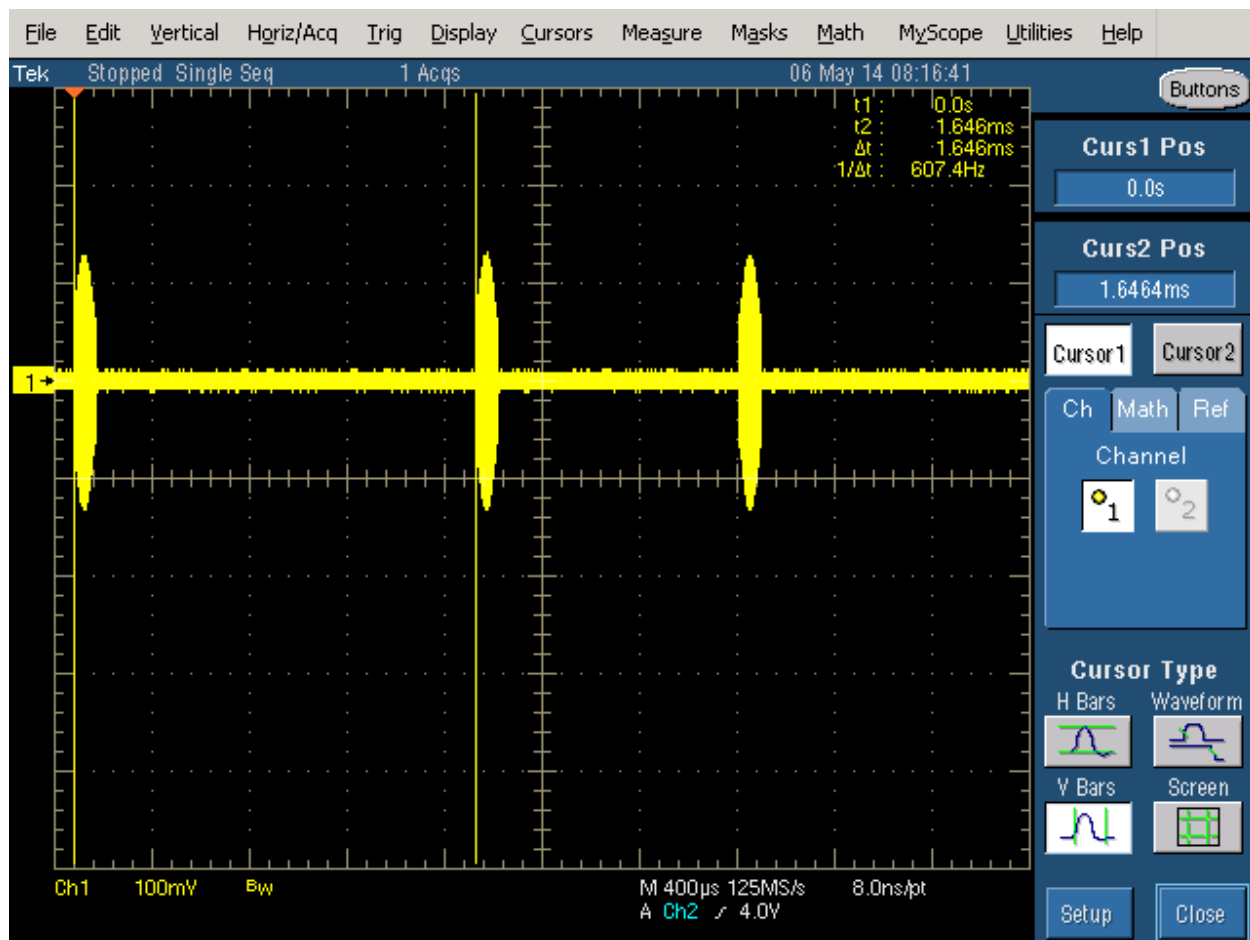 File Edit Vertical Horiz/Acq Trig Display Cursors Measure Masks Math MyScope Utilities Help
Tek Stopped Single Seq 1 Acqs 06 May 14 08:16:41
Buttons
t1 : 0.0s
t2 : 1.646ms
Δt : 1.646ms
1/Δt : 607.4Hz
Curs1 Pos
0.0s
Curs2 Pos
1.6464ms
Cursor1 Cursor2
1
Ch Math Ref
Channel
1 2
Cursor Type
H Bars Waveform
V Bars Screen
Ch1 100mV BW M 400µs 125MS/s 8.0ns/pt
A Ch2 4.0V
Setup Close